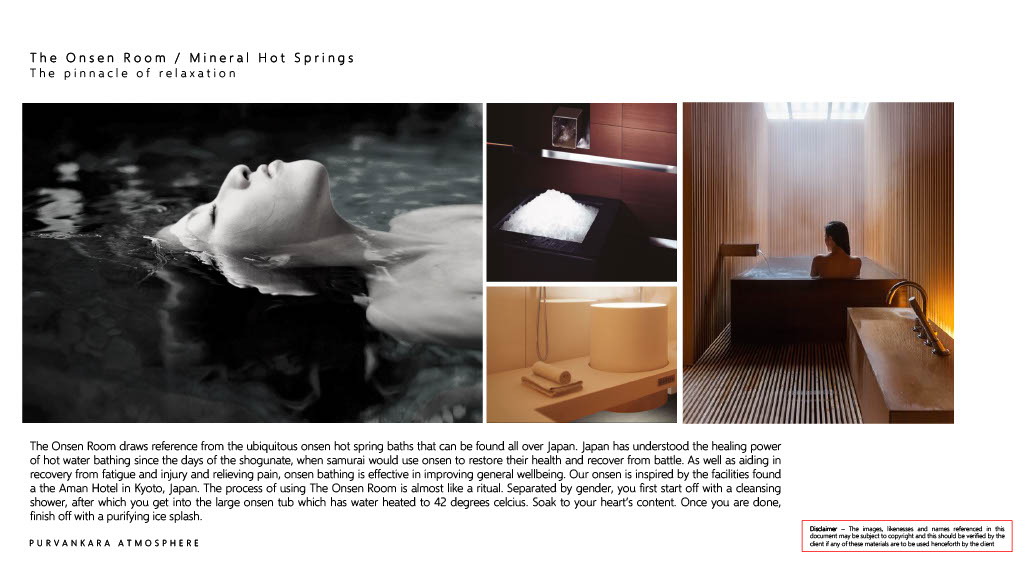 The Onsen Room / Mineral Hot Springs
The pinnacle of relaxation
The Onsen Room draws reference from the ubiquitous onsen hot spring baths that can be found all over Japan. Japan has understood the healing power
of hot water bathing since the days of the shogunate, when samurai would use onsen to restore their health and recover from battle. As well as aiding in
recovery from fatigue and injury and relieving pain, onsen bathing is effective in improving general wellbeing. Our onsen is inspired by the facilities found
a the Aman Hotel in Kyoto, Japan. The process of using The Onsen Room is almost like a ritual. Separated by gender, you first start off with a cleansing
shower, after which you get into the large onsen tub which has water heated to 42 degrees celcius. Soak to your heart's content. Once you are done,
finish off with a purifying ice splash.
PURVANKARA ATMOSPHERE
Disclaimer – The images, likenesses and names referenced in this
document may be subject to copyright and this should be verified by the
client if any of these materials are to be used henceforth by the client